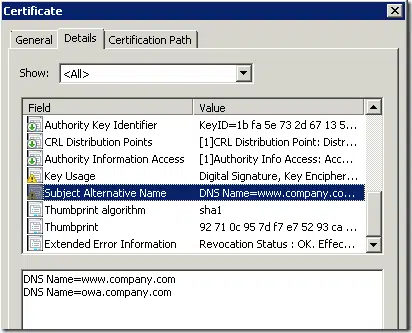 Certificate
General Details Certification Path
Show: <All>
Field Value
Authority Key Identifier KeyID=1b fa 5e 73 2d 67 13 5...
CRL Distribution Points [1]CRL Distribution Point: Distr...
Authority Information Access [1]Authority Info Access: Acc...
Key Usage Digital Signature, Key Encipher...
Subject Alternative Name DNS Name=www.company.co...
Thumbprint algorithm sha1
Thumbprint 92 71 0c 95 7d f7 e7 52 93 ca ...
Extended Error Information Revocation Status : OK. Effec...
DNS Name=www.company.com
DNS Name=owa.company.com